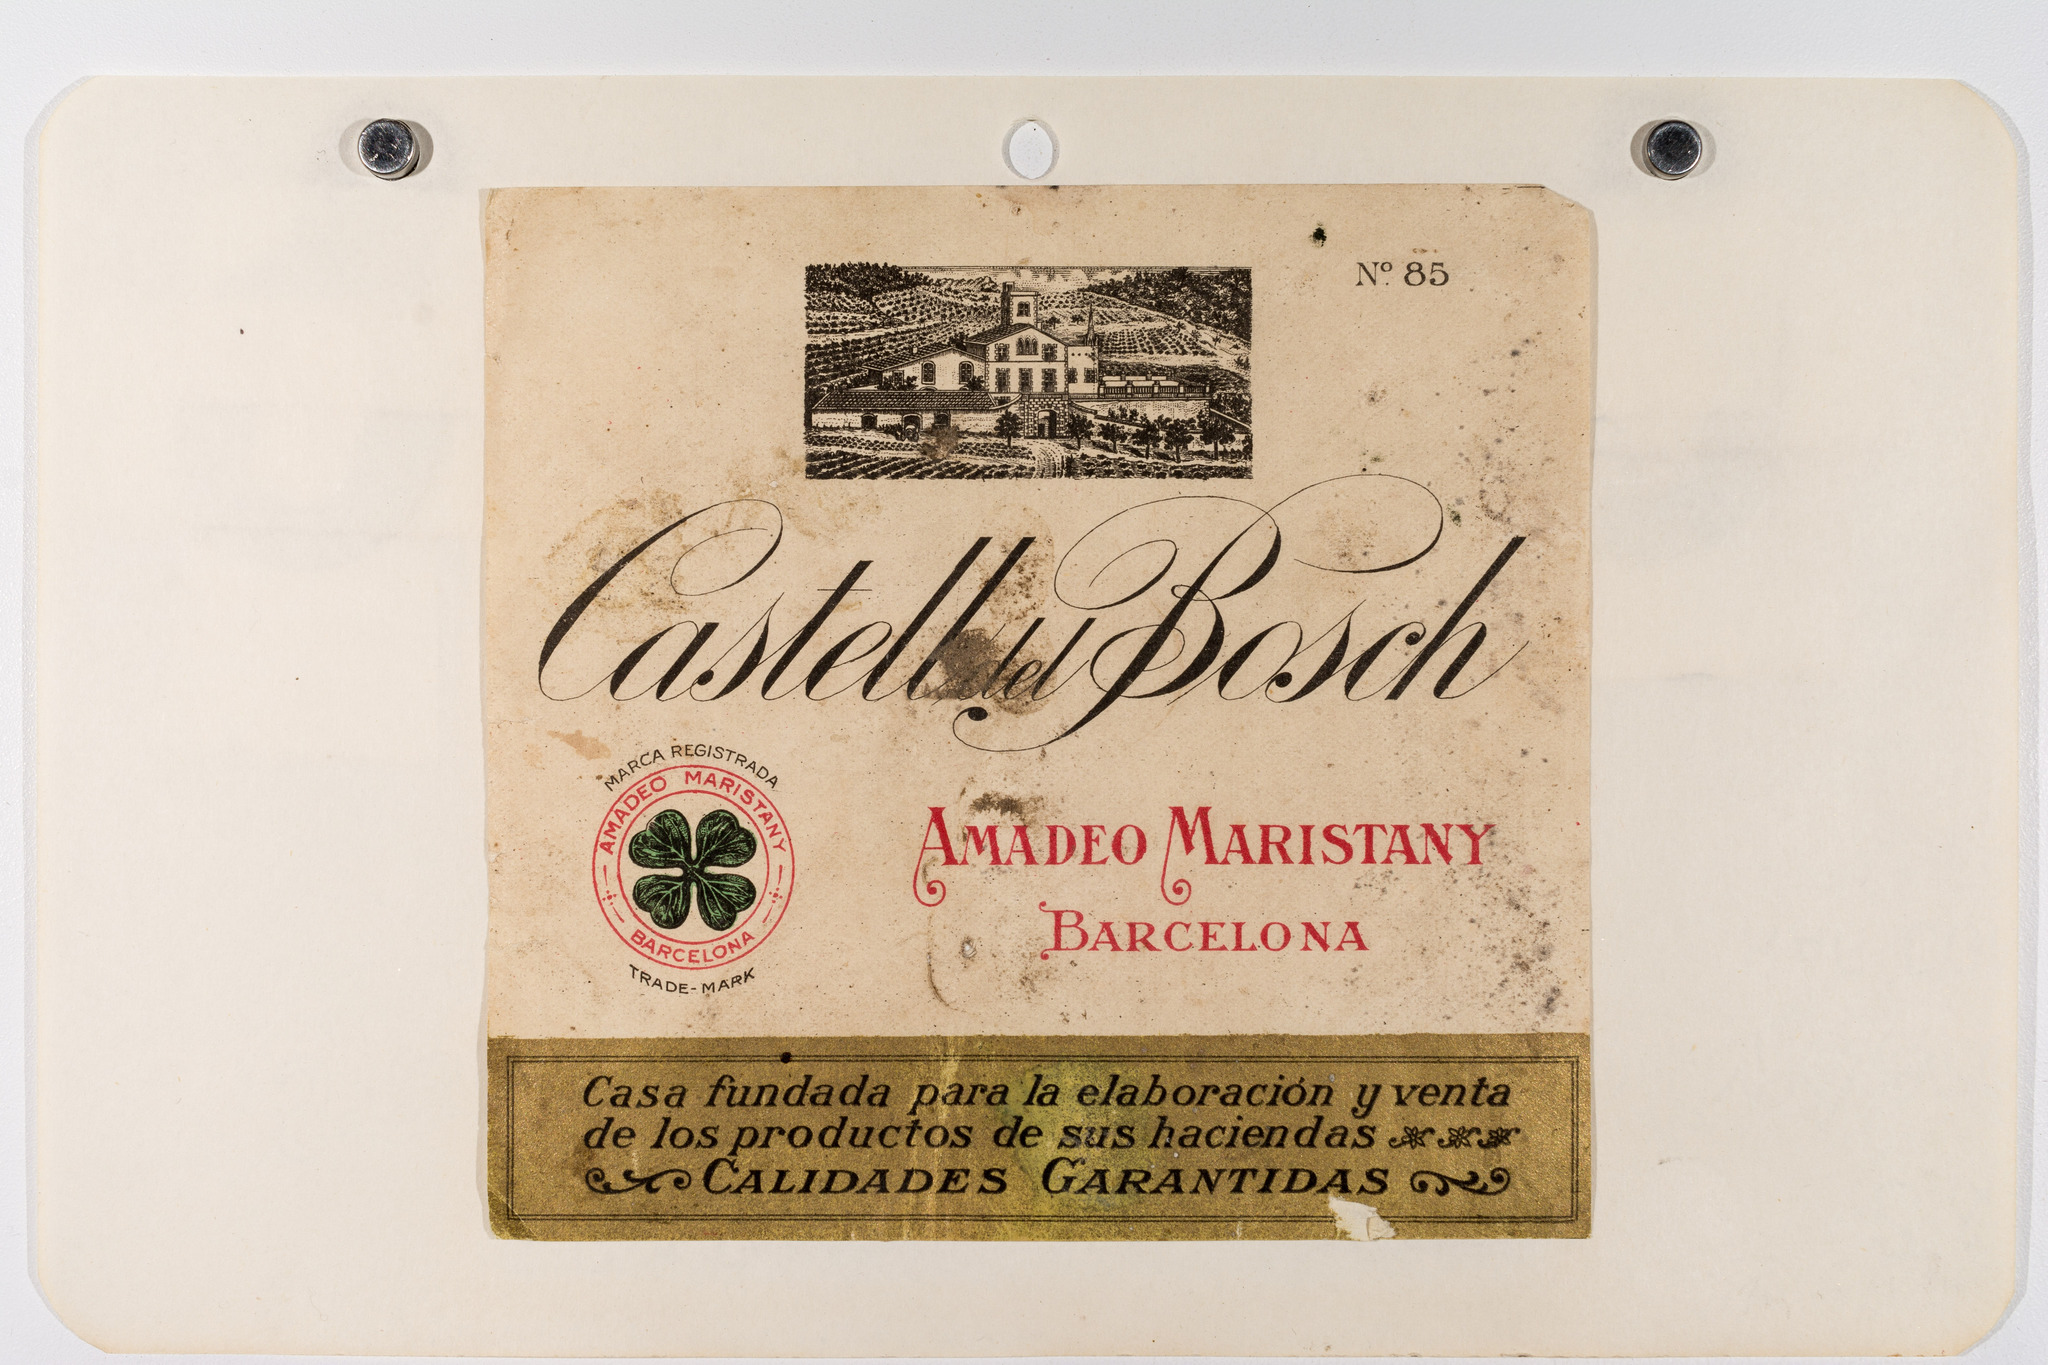 Nº 85
Castell del Bosch
MARCA REGISTRADA
AMADEO MARISTANY
BARCELONA
TRADE-MARK
AMADEO MARISTANY
BARCELONA
Casa fundada para la elaboración y venta
de los productos de sus haciendas
CALIDADES GARANTIDAS